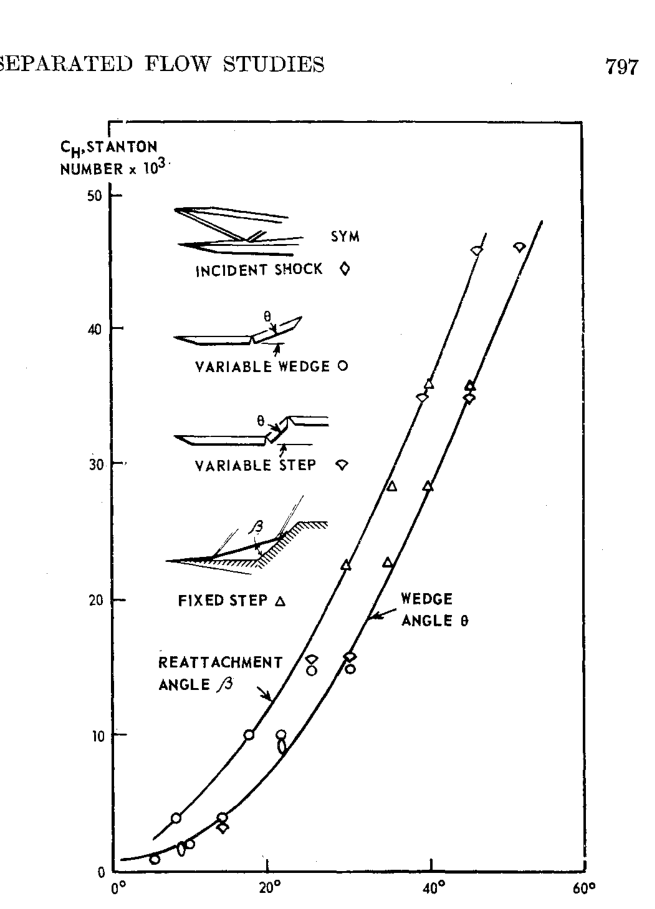 SEPARATED FLOW STUDIES 797
C_H, STANTON
NUMBER x 10³
50
40
30
20
10
0
SYM
INCIDENT SHOCK ◊
θ
VARIABLE WEDGE ○
θ
VARIABLE STEP
β
FIXED STEP △
WEDGE
ANGLE θ
REATTACHMENT
ANGLE β
0° 20° 40° 60°